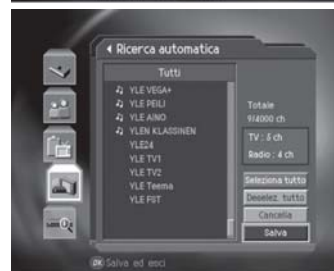 Ricerca automatica
Tutti
YLE VEGA+
YLE PEILI
YLE AINO
YLEN KLASSINEN
YLE24
YLE TV1
YLE TV2
YLE Teema
YLE FST
Totale
9/4000 ch
TV : 5 ch
Radio : 4 ch
Seleziona tutto
Deselez. tutto
Cancella
Salva
OK Salva ed esci